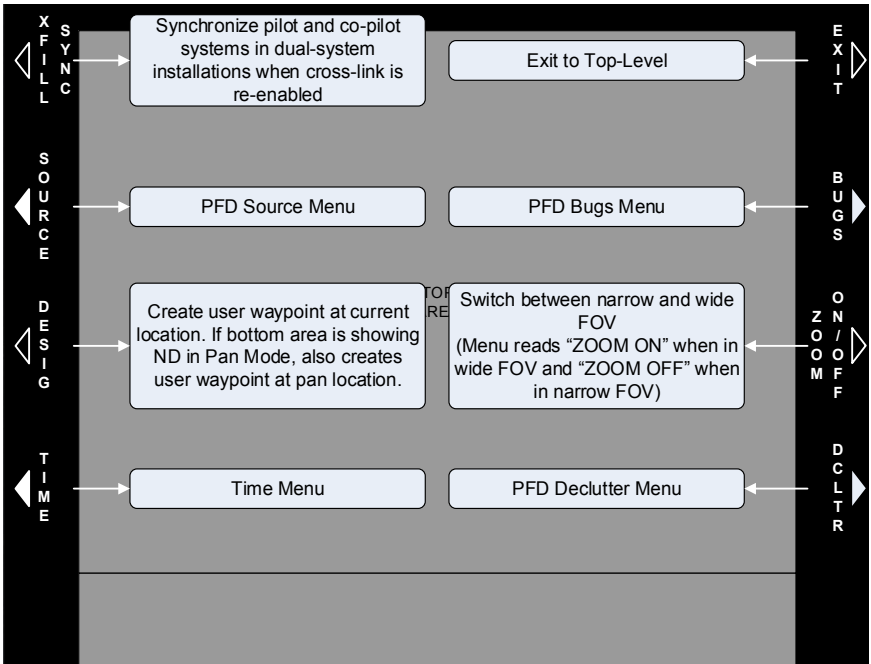 XFILL
SYNC
Synchronize pilot and co-pilot
systems in dual-system
installations when cross-link is
re-enabled
Exit to Top-Level
EXIT
SOURCE
PFD Source Menu
PFD Bugs Menu
BUGS
DESIG
Create user waypoint at current
location. If bottom area is showing
ND in Pan Mode, also creates
user waypoint at pan location.
Switch between narrow and wide
FOV
(Menu reads “ZOOM ON” when in
wide FOV and “ZOOM OFF” when
in narrow FOV)
ZOOM
ON/OFF
TIME
Time Menu
PFD Declutter Menu
DCLTR